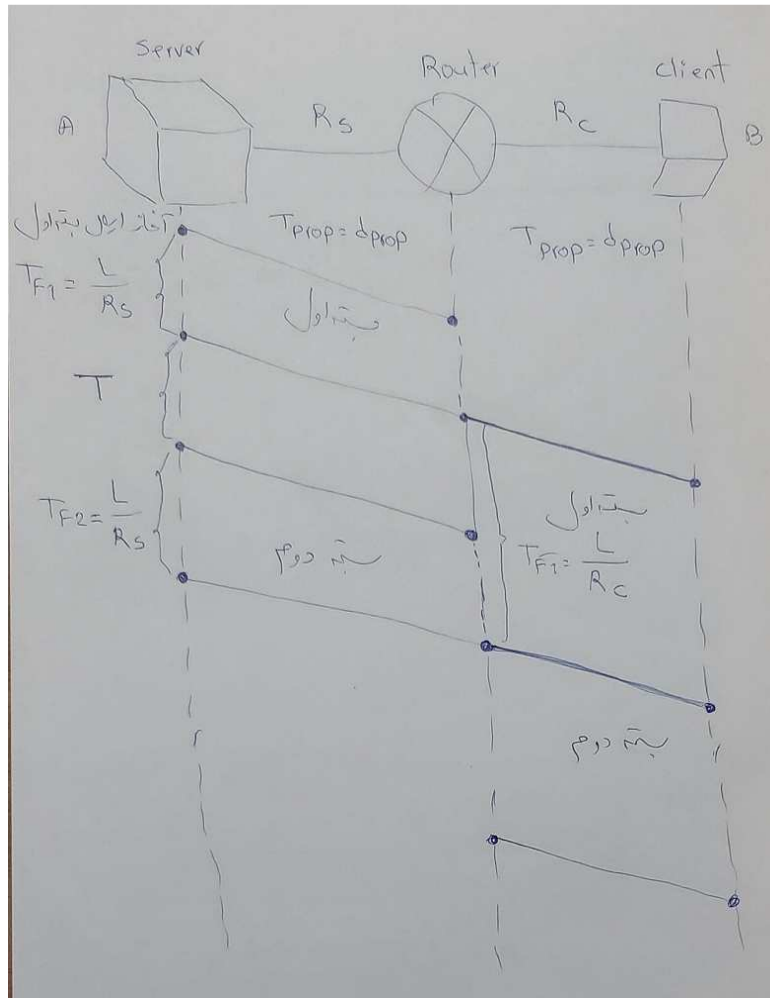 Server
Router
Client
A
Rs
Rc
B
آغاز ارسال بسته اول
Tprop = dprop
Tprop = dprop
TF1 = L/Rs
بسته اول
T
بسته اول
TF1 = L/Rc
TF2 = L/Rs
بسته دوم
بسته دوم